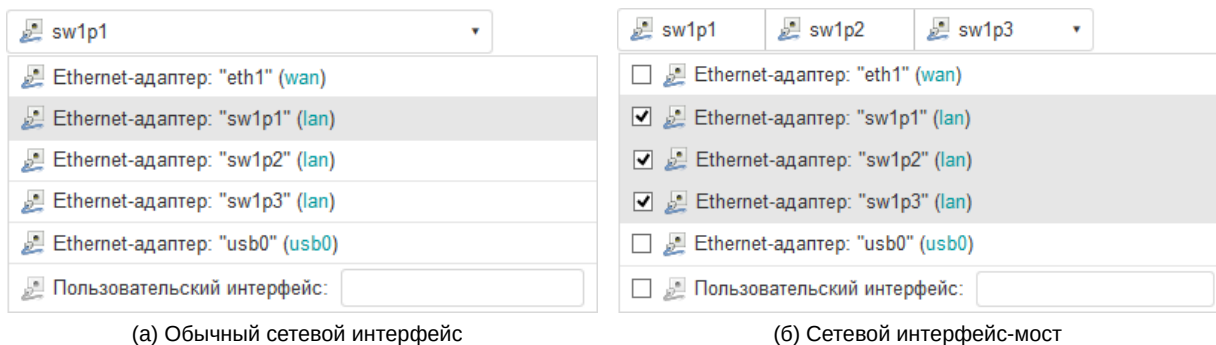 sw1p1
Ethernet-адаптер: "eth1" (wan)
Ethernet-адаптер: "sw1p1" (lan)
Ethernet-адаптер: "sw1p2" (lan)
Ethernet-адаптер: "sw1p3" (lan)
Ethernet-адаптер: "usb0" (usb0)
Пользовательский интерфейс:
(а) Обычный сетевой интерфейс
sw1p1 sw1p2 sw1p3
Ethernet-адаптер: "eth1" (wan)
Ethernet-адаптер: "sw1p1" (lan)
Ethernet-адаптер: "sw1p2" (lan)
Ethernet-адаптер: "sw1p3" (lan)
Ethernet-адаптер: "usb0" (usb0)
Пользовательский интерфейс:
(б) Сетевой интерфейс-мост